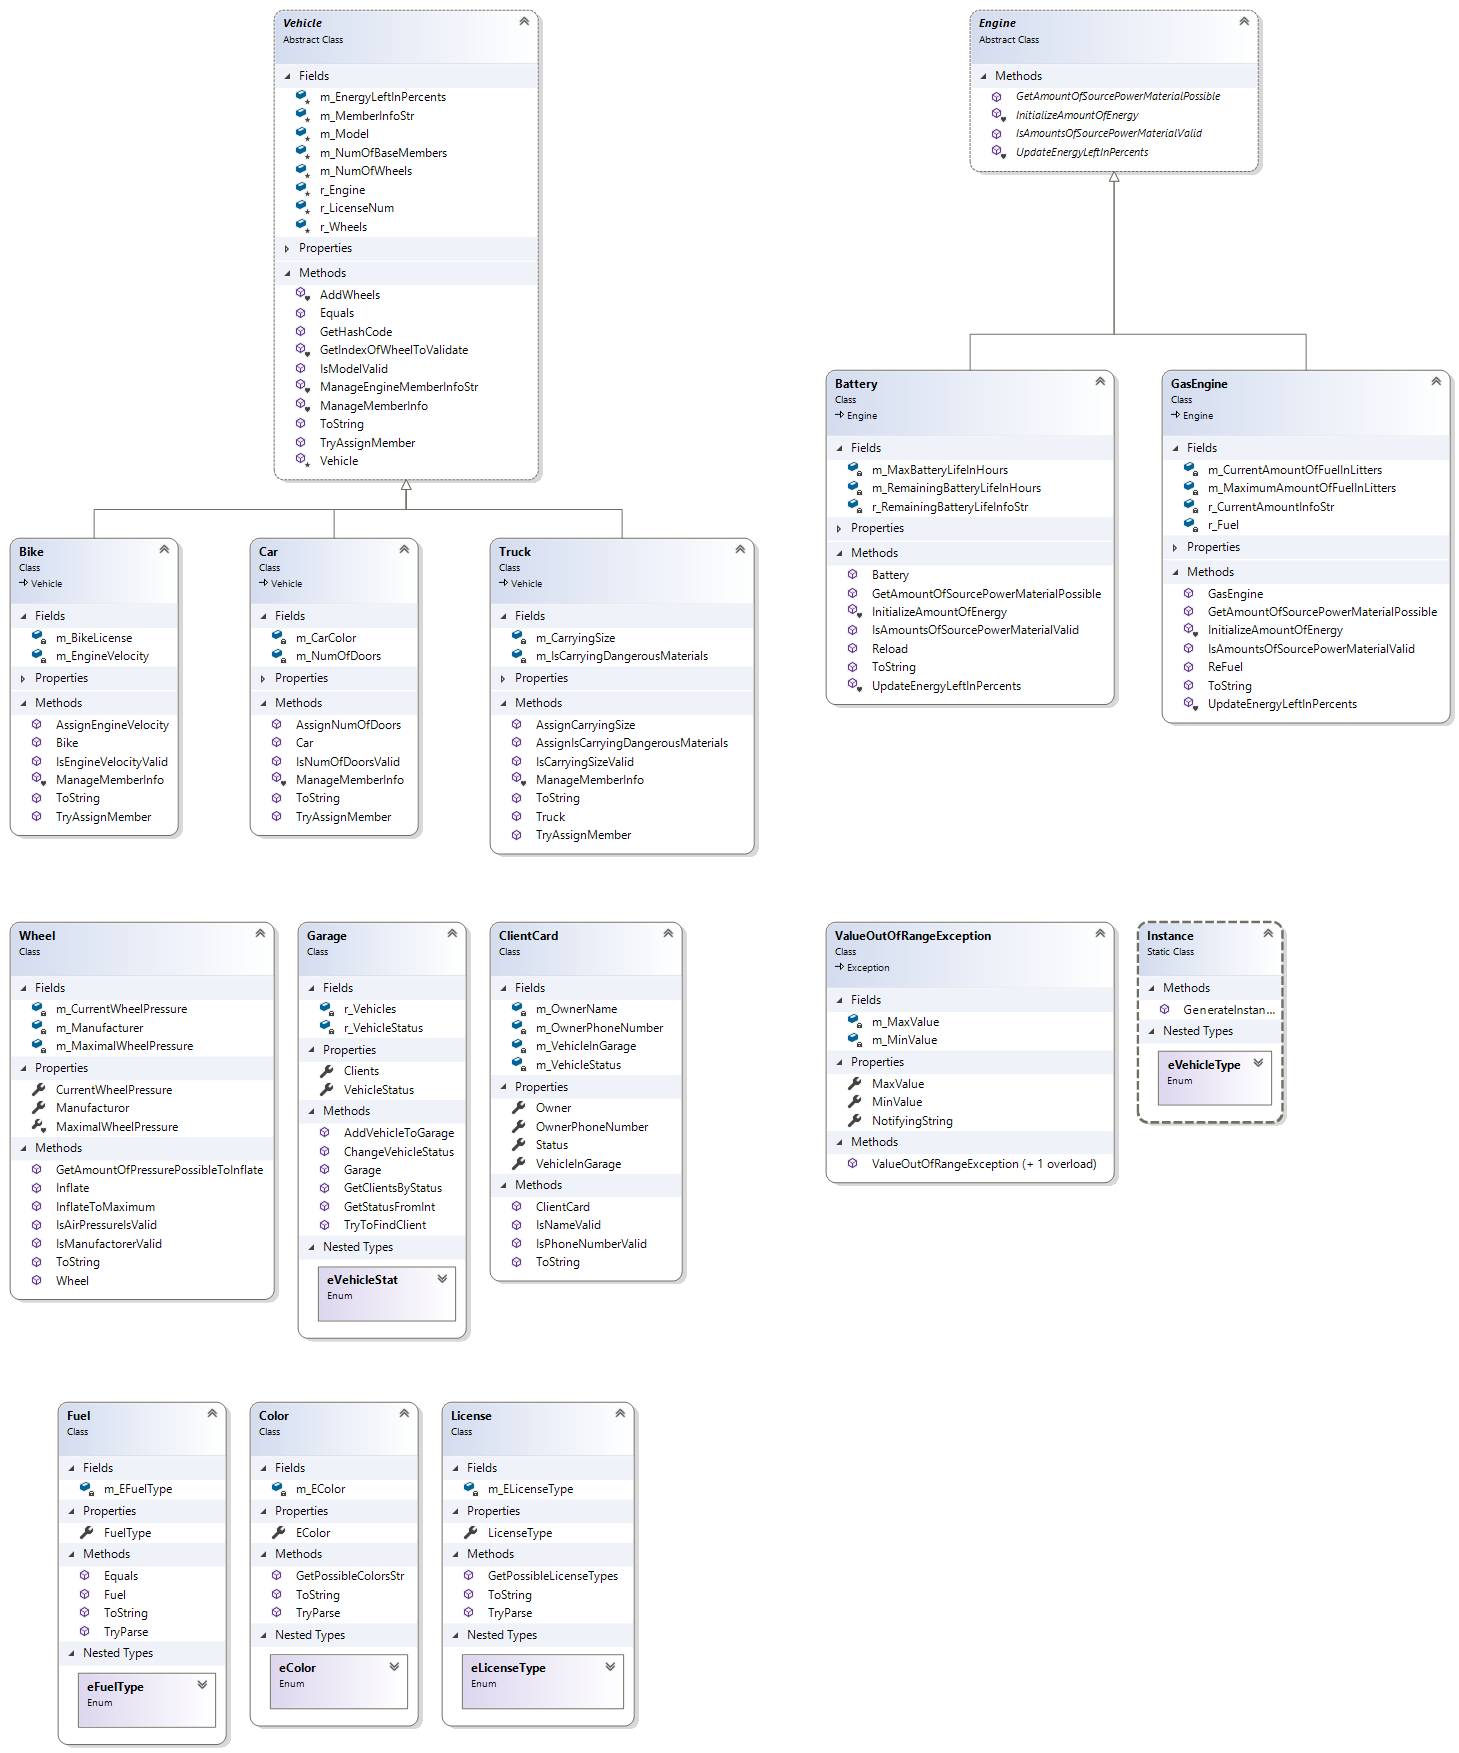 Vehicle
Abstract Class
Fields
m_EnergyLeftInPercents
m_MemberInfoStr
m_Model
m_NumOfBaseMembers
m_NumOfWheels
r_Engine
r_LicenseNum
r_Wheels
Properties
Methods
AddWheels
Equals
GetHashCode
GetIndexOfWheelToValidate
IsModelValid
ManageEngineMemberInfoStr
ManageMemberInfo
ToString
TryAssignMember
Vehicle
Engine
Abstract Class
Methods
GetAmountOfSourcePowerMaterialPossible
InitializeAmountOfEnergy
IsAmountsOfSourcePowerMaterialValid
UpdateEnergyLeftInPercents
Bike
Class
Vehicle
Fields
m_BikeLicense
m_EngineVelocity
Properties
Methods
AssignEngineVelocity
Bike
IsEngineVelocityValid
ManageMemberInfo
ToString
TryAssignMember
Car
Class
Vehicle
Fields
m_CarColor
m_NumOfDoors
Properties
Methods
AssignNumOfDoors
Car
IsNumOfDoorsValid
ManageMemberInfo
ToString
TryAssignMember
Truck
Class
Vehicle
Fields
m_CarryingSize
m_IsCarryingDangerousMaterials
Properties
Methods
AssignCarryingSize
AssignIsCarryingDangerousMaterials
IsCarryingSizeValid
ManageMemberInfo
ToString
Truck
TryAssignMember
Battery
Class
Engine
Fields
m_MaxBatteryLifeInHours
m_RemainingBatteryLifeInHours
r_RemainingBatteryLifeInfoStr
Properties
Methods
Battery
GetAmountOfSourcePowerMaterialPossible
InitializeAmountOfEnergy
IsAmountsOfSourcePowerMaterialValid
Reload
ToString
UpdateEnergyLeftInPercents
GasEngine
Class
Engine
Fields
m_CurrentAmountOfFuelInLitters
m_MaximumAmountOfFuelInLitters
r_CurrentAmountInfoStr
r_Fuel
Properties
Methods
GasEngine
GetAmountOfSourcePowerMaterialPossible
InitializeAmountOfEnergy
IsAmountsOfSourcePowerMaterialValid
ReFuel
ToString
UpdateEnergyLeftInPercents
Wheel
Class
Fields
m_CurrentWheelPressure
m_Manufacturer
m_MaximalWheelPressure
Properties
CurrentWheelPressure
Manufacturor
MaximalWheelPressure
Methods
GetAmountOfPressurePossibleToInflate
Inflate
InflateToMaximum
IsAirPressureIsValid
IsManufactorerValid
ToString
Wheel
Garage
Class
Fields
r_Vehicles
r_VehicleStatus
Properties
Clients
VehicleStatus
Methods
AddVehicleToGarage
ChangeVehicleStatus
Garage
GetClientsByStatus
GetStatusFromInt
TryToFindClient
Nested Types
eVehicleStat
Enum
ClientCard
Class
Fields
m_OwnerName
m_OwnerPhoneNumber
m_VehicleInGarage
m_VehicleStatus
Properties
Owner
OwnerPhoneNumber
Status
VehicleInGarage
Methods
ClientCard
IsNameValid
IsPhoneNumberValid
ToString
ValueOutOfRangeException
Class
Exception
Fields
m_MaxValue
m_MinValue
Properties
MaxValue
MinValue
NotifyingString
Methods
ValueOutOfRangeException (+ 1 overload)
Instance
Static Class
Methods
GenerateInstan...
Nested Types
eVehicleType
Enum
Fuel
Class
Fields
m_EFuelType
Properties
FuelType
Methods
Equals
Fuel
ToString
TryParse
Nested Types
eFuelType
Enum
Color
Class
Fields
m_EColor
Properties
EColor
Methods
GetPossibleColorsStr
ToString
TryParse
Nested Types
eColor
Enum
License
Class
Fields
m_ELicenseType
Properties
LicenseType
Methods
GetPossibleLicenseTypes
ToString
TryParse
Nested Types
eLicenseType
Enum